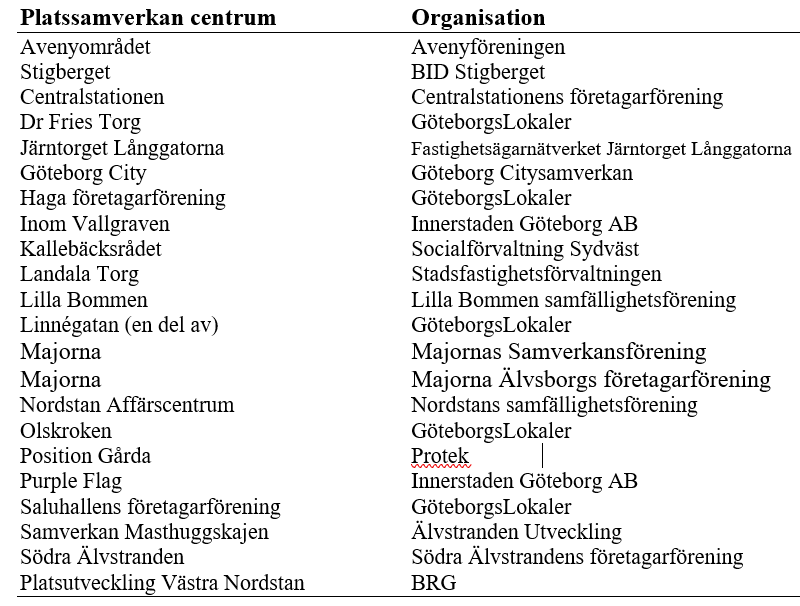 Platssamverkan centrum Organisation
Avenyområdet Avenyföreningen
Stigberget BID Stigberget
Centralstationen Centralstationens företagarförening
Dr Fries Torg GöteborgsLokaler
Järntorget Långgatorna Fastighetsägarnätverket Järntorget Långgatorna
Göteborg City Göteborg Citysamverkan
Haga företagarförening GöteborgsLokaler
Inom Vallgraven Innerstaden Göteborg AB
Kallebäcksrådet Socialförvaltning Sydväst
Landala Torg Stadsfastighetsförvaltningen
Lilla Bommen Lilla Bommen samfällighetsförening
Linnégatan (en del av) GöteborgsLokaler
Majorna Majornas Samverkansförening
Majorna Majorna Älvsborgs företagarförening
Nordstan Affärscentrum Nordstans samfällighetsförening
Olskroken GöteborgsLokaler
Position Gårda Protek
Purple Flag Innerstaden Göteborg AB
Saluhallens företagarförening GöteborgsLokaler
Samverkan Masthuggskajen Älvstranden Utveckling
Södra Älvstranden Södra Älvstrandens företagarförening
Platsutveckling Västra Nordstan BRG